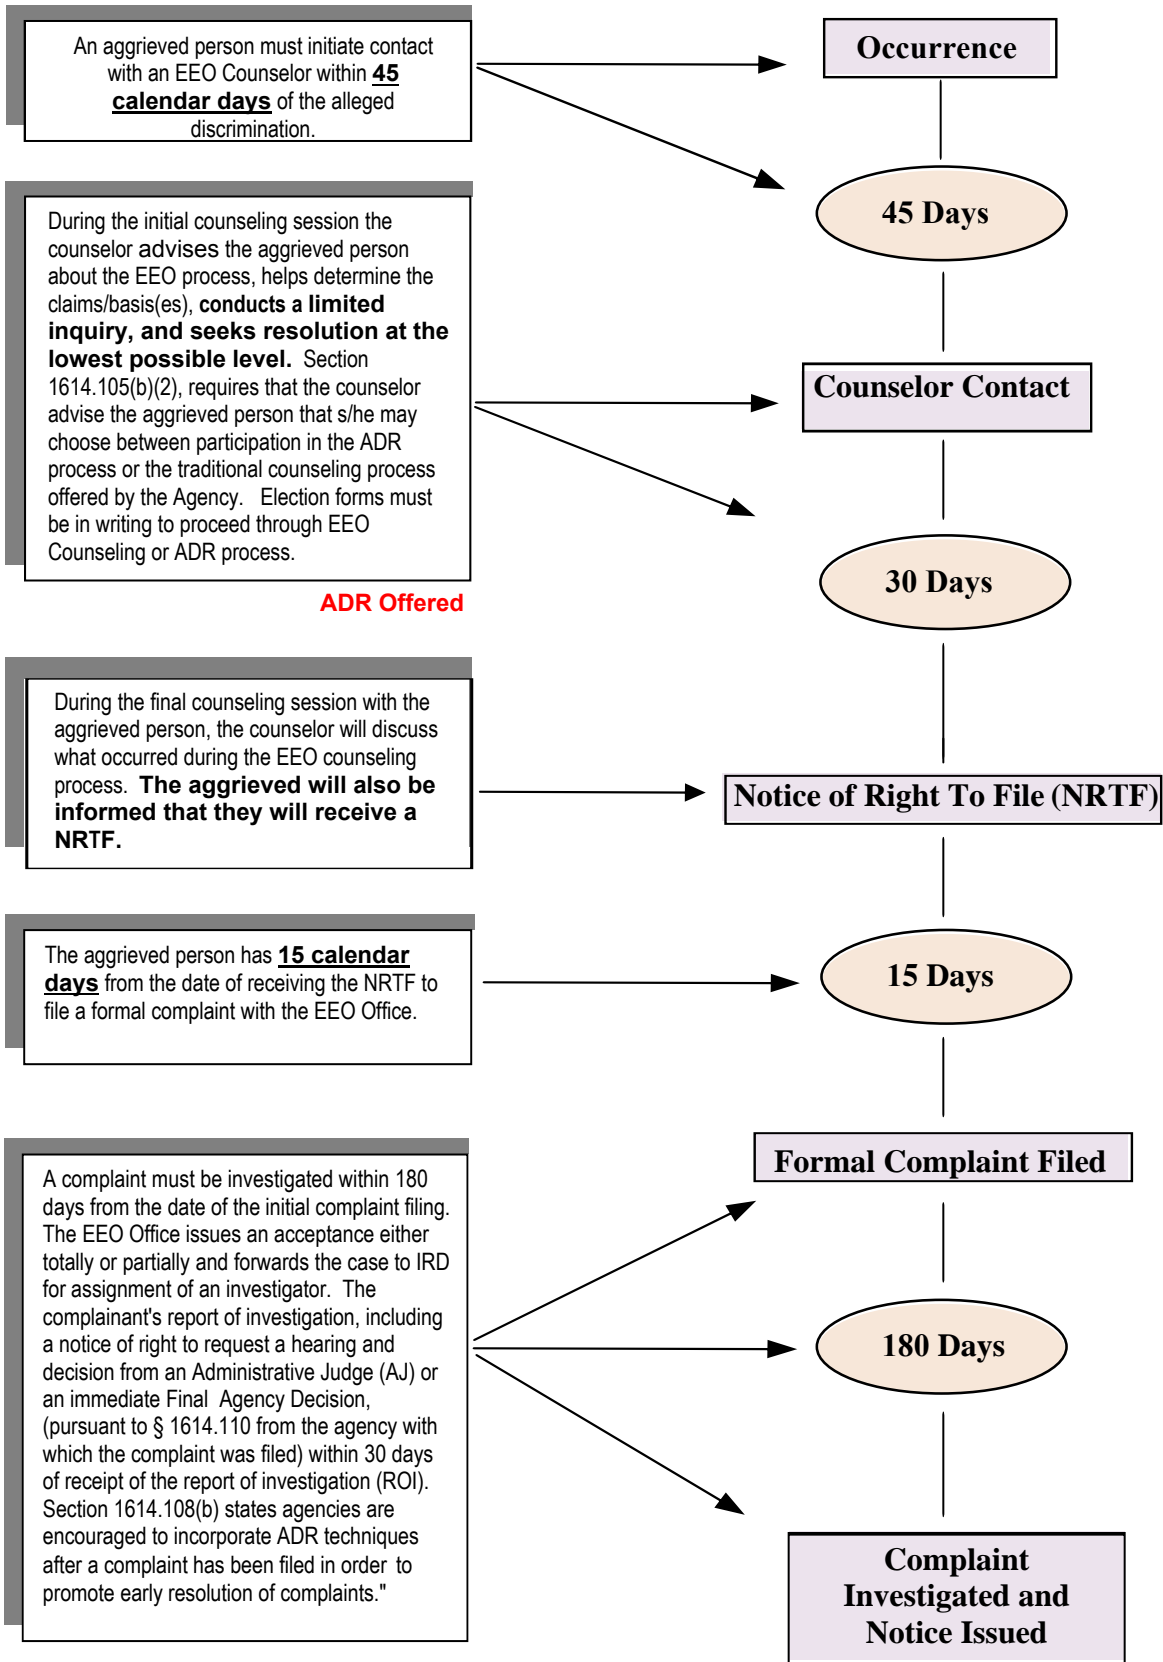 An aggrieved person must initiate contact
with an EEO Counselor within 45
calendar days of the alleged
discrimination.
Occurrence
45 Days
During the initial counseling session the
counselor advises the aggrieved person
about the EEO process, helps determine the
claims/basis(es), conducts a limited
inquiry, and seeks resolution at the
lowest possible level. Section
1614.105(b)(2), requires that the counselor
advise the aggrieved person that s/he may
choose between participation in the ADR
process or the traditional counseling process
offered by the Agency. Election forms must
be in writing to proceed through EEO
Counseling or ADR process.
ADR Offered
Counselor Contact
30 Days
During the final counseling session with the
aggrieved person, the counselor will discuss
what occurred during the EEO counseling
process. The aggrieved will also be
informed that they will receive a
NRTF.
Notice of Right To File (NRTF)
The aggrieved person has 15 calendar
days from the date of receiving the NRTF to
file a formal complaint with the EEO Office.
15 Days
Formal Complaint Filed
A complaint must be investigated within 180
days from the date of the initial complaint filing.
The EEO Office issues an acceptance either
totally or partially and forwards the case to IRD
for assignment of an investigator. The
complainant's report of investigation, including
a notice of right to request a hearing and
decision from an Administrative Judge (AJ) or
an immediate Final Agency Decision,
(pursuant to § 1614.110 from the agency with
which the complaint was filed) within 30 days
of receipt of the report of investigation (ROI).
Section 1614.108(b) states agencies are
encouraged to incorporate ADR techniques
after a complaint has been filed in order to
promote early resolution of complaints."
180 Days
Complaint
Investigated and
Notice Issued